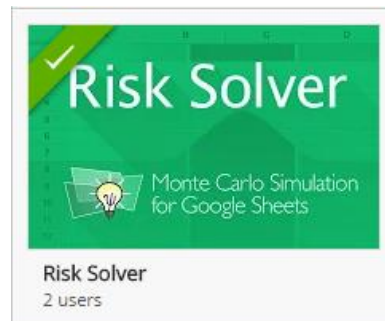 Risk Solver
Monte Carlo Simulation
for Google Sheets
Risk Solver
2 users